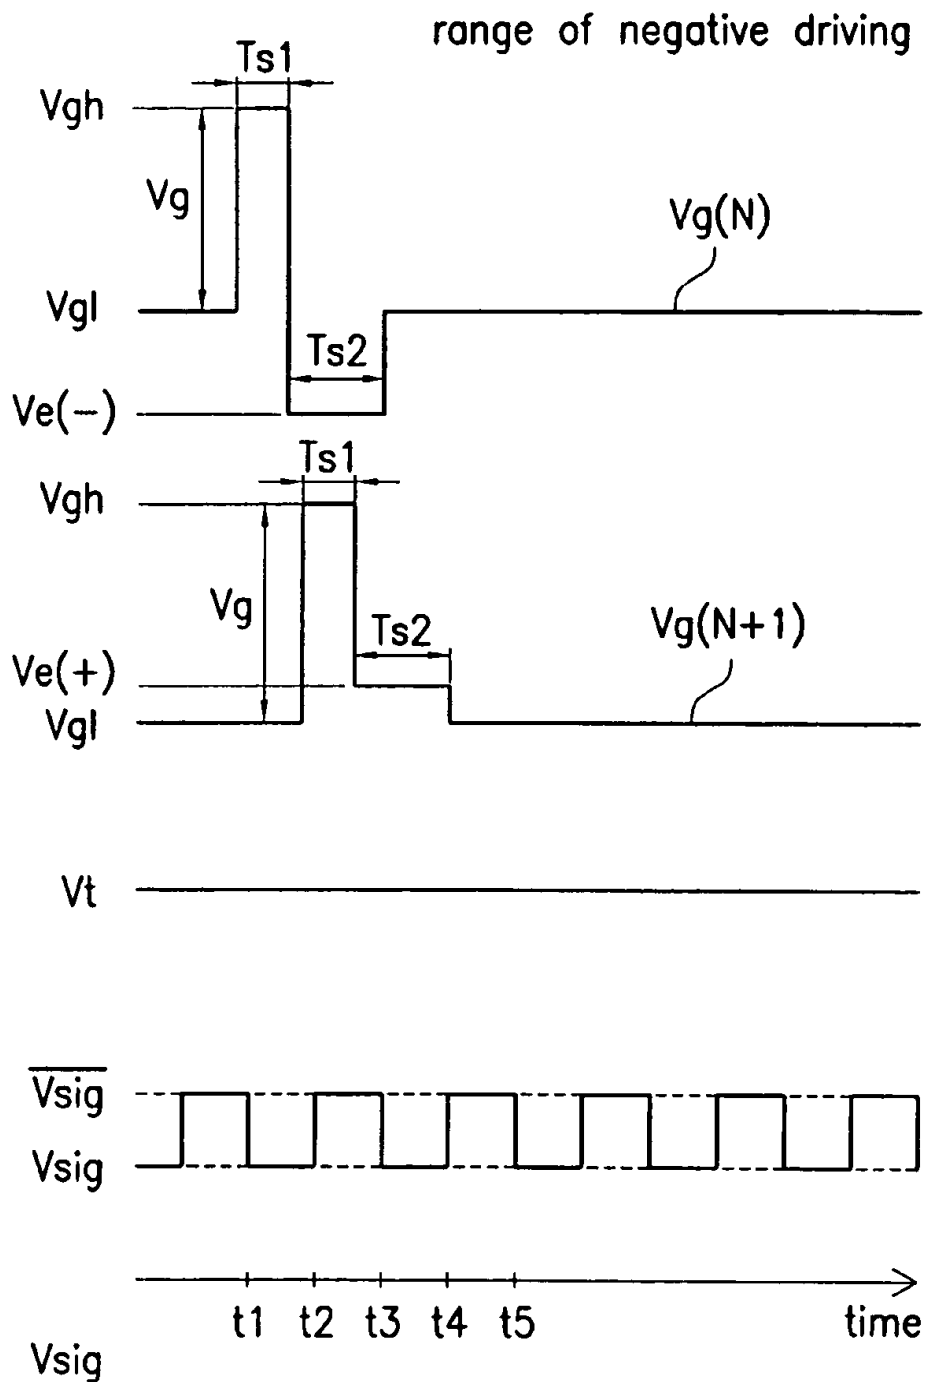 range of negative driving
Ts1
Vgh
Vg
Vg(N)
Vgl
Ts2
Ve(−)
Ts1
Vgh
Vg
Ts2
Vg(N+1)
Ve(+)
Vgl
Vt
V̅s̅i̅g̅
Vsig
t1 t2 t3 t4 t5 time
Vsig